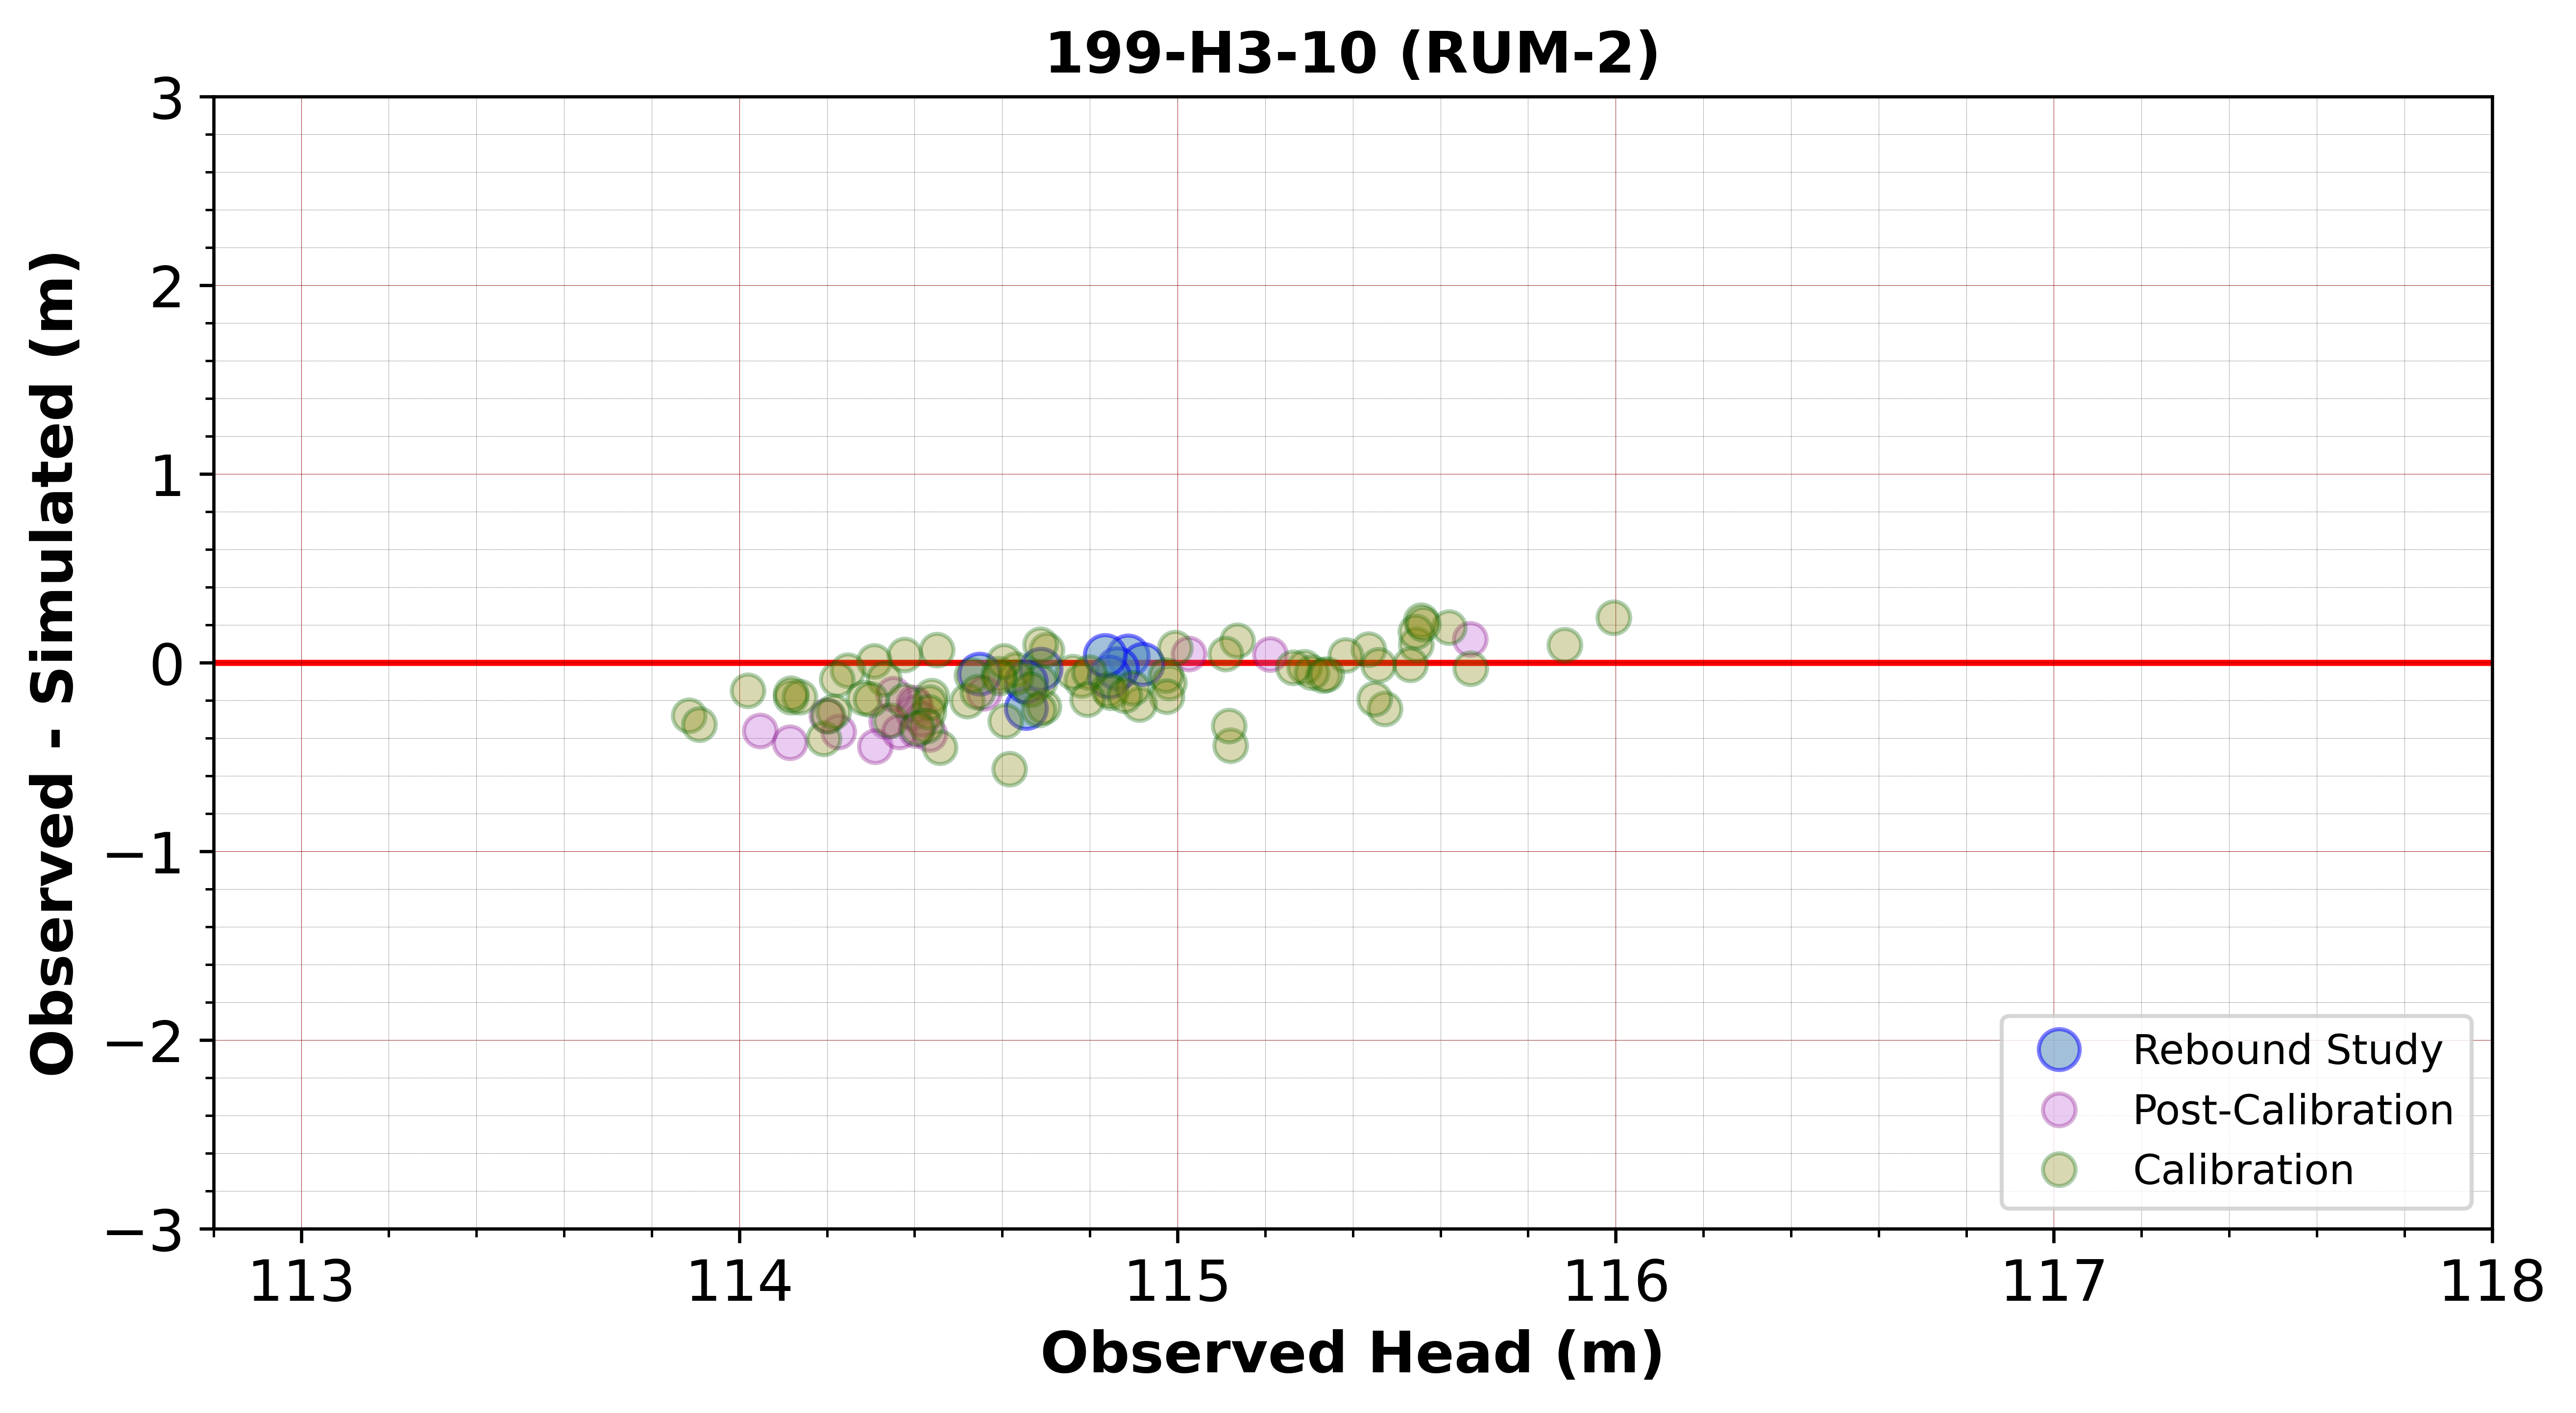 199-H3-10 (RUM-2)
3
2
1
0
−1
−2
−3
Observed - Simulated (m)
Rebound Study
Post-Calibration
Calibration
113 114 115 116 117 118
Observed Head (m)